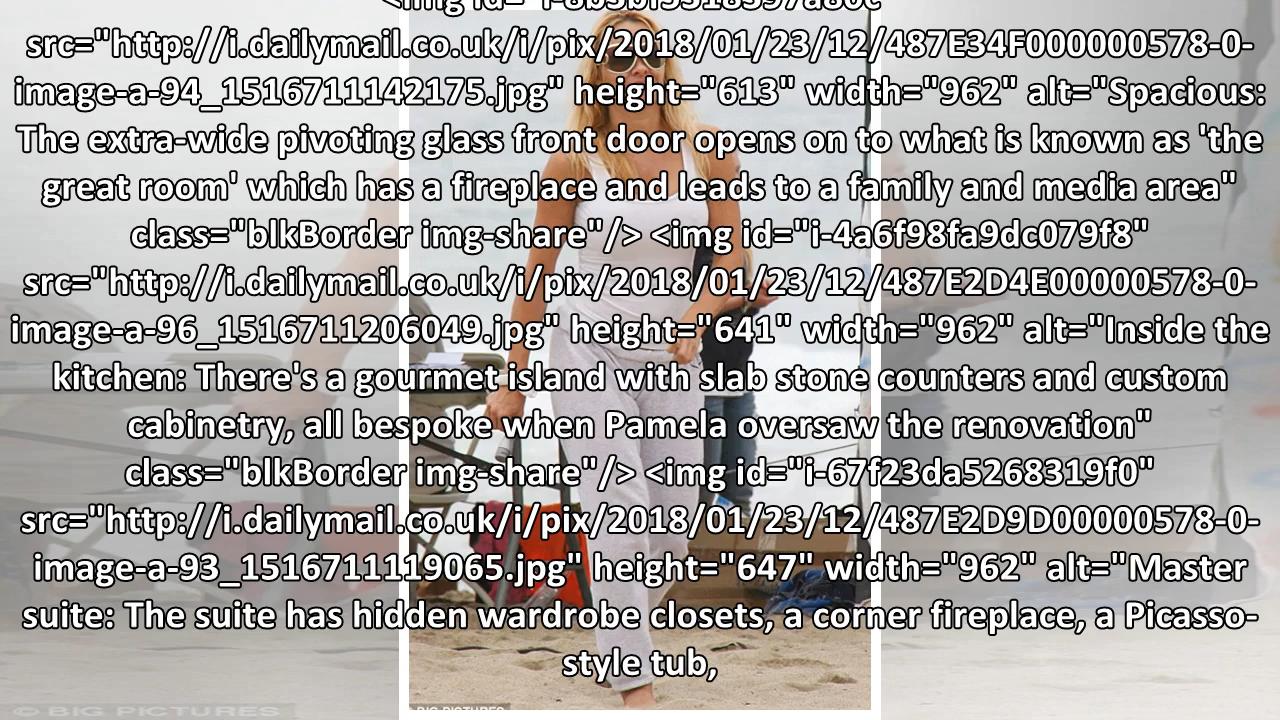 src="http://i.dailymail.co.uk/i/pix/2018/01/23/12/487E34F000000578-0-
image-a-94_1516711142175.jpg" height="613" width="962" alt="Spacious:
The extra-wide pivoting glass front door opens on to what is known as 'the
great room' which has a fireplace and leads to a family and media area"
class="blkBorder img-share"/> <img id="i-4a6f98fa9dc079f8"
src="http://i.dailymail.co.uk/i/pix/2018/01/23/12/487E2D4E00000578-0-
image-a-96_1516711206049.jpg" height="641" width="962" alt="Inside the
kitchen: There's a gourmet island with slab stone counters and custom
cabinetry, all bespoke when Pamela oversaw the renovation"
class="blkBorder img-share"/> <img id="i-67f23da5268319f0"
src="http://i.dailymail.co.uk/i/pix/2018/01/23/12/487E2D9D00000578-0-
image-a-93_1516711119065.jpg" height="647" width="962" alt="Master
suite: The suite has hidden wardrobe closets, a corner fireplace, a Picasso-
style tub,
© BIG PICTURES
BIG PICTURES